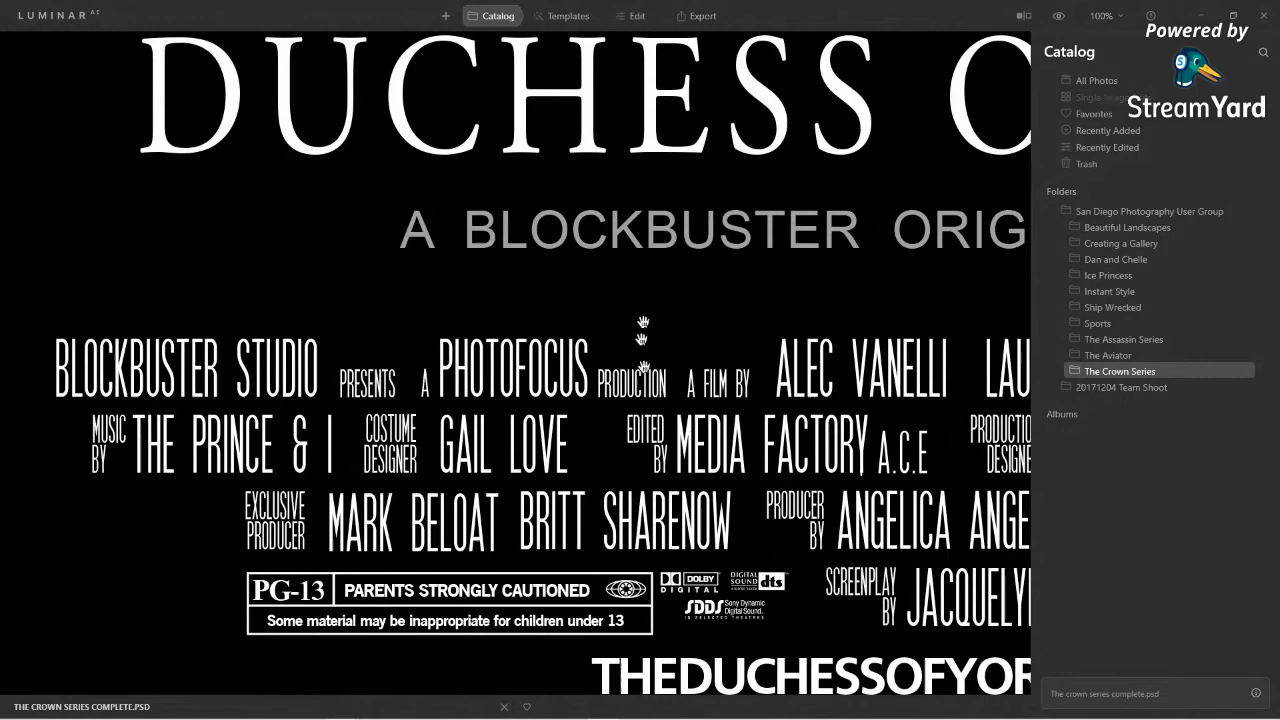 LUMINAR AI
Catalog
Templates
Edit
Export
100%
Powered by
StreamYard
DUCHESS O
A BLOCKBUSTER ORIG
BLOCKBUSTER STUDIO PRESENTS A PHOTOFOCUS PRODUCTION A FILM BY ALEC VANELLI LAU
MUSIC BY THE PRINCE & I COSTUME DESIGNER GAIL LOVE EDITED BY MEDIA FACTORY A.C.E PRODUCTIO DESIGNE
EXCLUSIVE PRODUCER MARK BELOAT BRITT SHARENOW PRODUCER BY ANGELICA ANGE
SCREENPLAY BY JACQUELY
PG-13 PARENTS STRONGLY CAUTIONED
Some material may be inappropriate for children under 13
DOLBY DIGITAL
DIGITAL SOUND dts
SDDS Sony Dynamic Digital Sound.
IN SELECTED THEATRES
THEDUCHESSOFYOR
Catalog
All Photos
Favorites
Recently Added
Recently Edited
Trash
Folders
San Diego Photography User Group
Beautiful Landscapes
Creating a Gallery
Dan and Chelle
Ice Princess
Instant Style
Ship Wrecked
Sports
The Assassin Series
The Aviator
The Crown Series
20171204 Team Shoot
Albums
The crown series complete.psd
THE CROWN SERIES COMPLETE.PSD